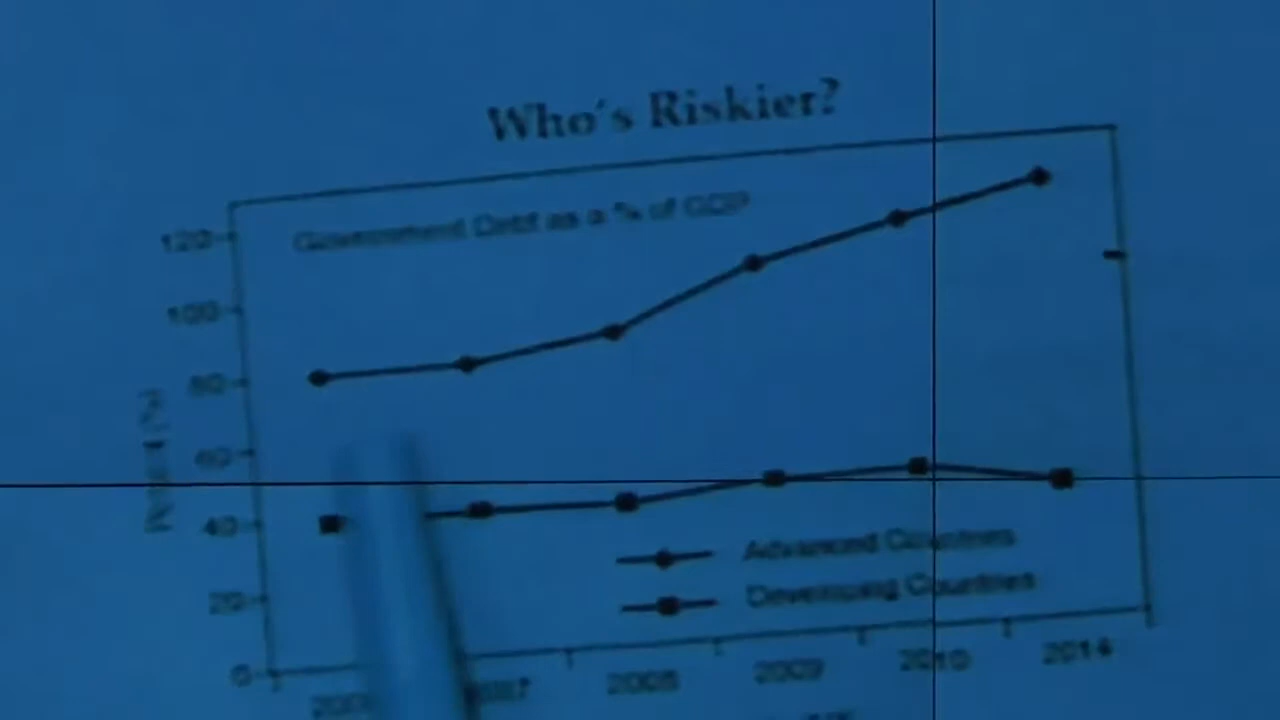 Who's Riskier?
Government Debt as a % of GDP
120
100
80
60
40
20
0
Advanced Countries
Developing Countries
2008
2009
2010
2014